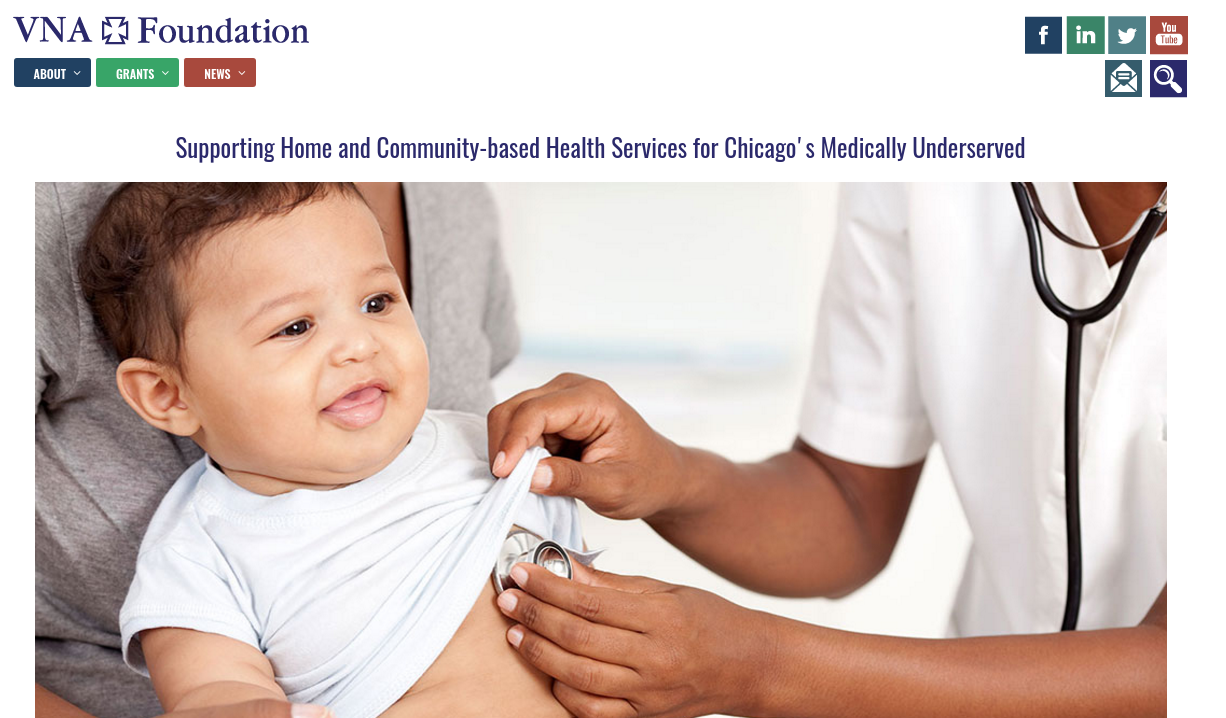 VNA Foundation
ABOUT
GRANTS
NEWS
f
in
You
Tube
Supporting Home and Community-based Health Services for Chicago's Medically Underserved